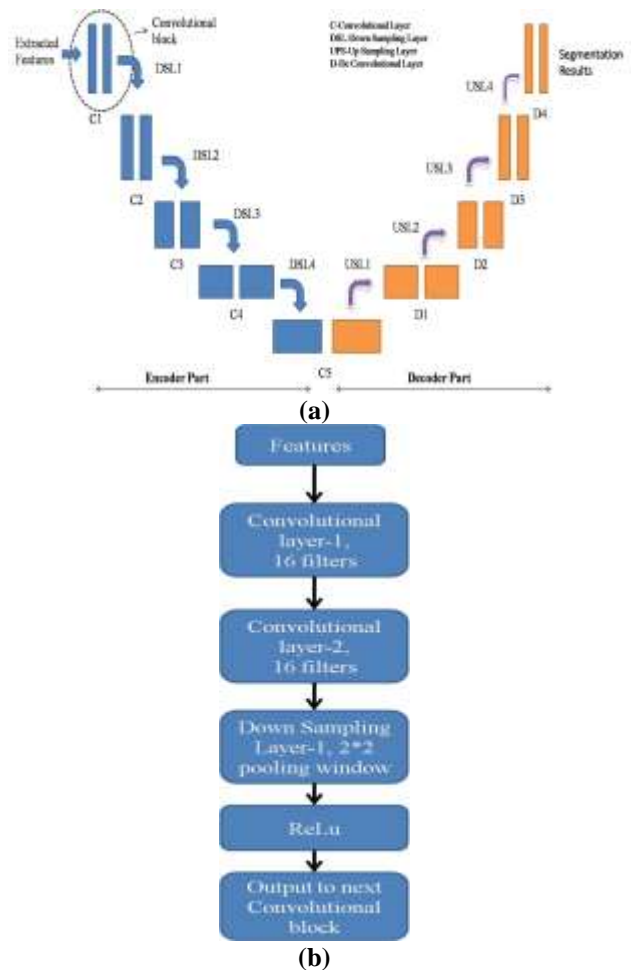 Extracted
Features
Convolutional
block
DSL1
C1
C-Convolutional Layer
DSL-Down Sampling Layer
UPS-Up Sampling Layer
D-De Convolutional Layer
Segmentation
Results
USL4
D4
DSL2
C2
USL3
D3
DSL3
C3
USL2
D2
DSL4
C4
USL1
D1
C5
Encoder Part
Decoder Part
(a)
Features
Convolutional
layer-1,
16 filters
Convolutional
layer-2,
16 filters
Down Sampling
Layer-1, 2*2
pooling window
ReLu
Output to next
Convolutional
block
(b)